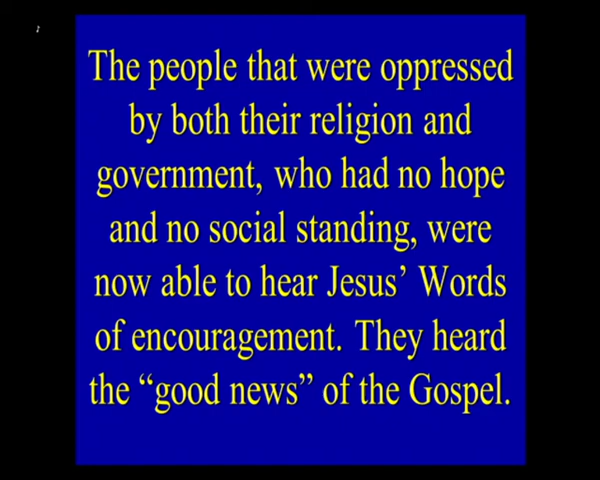 The people that were oppressed
by both their religion and
government, who had no hope
and no social standing, were
now able to hear Jesus’ Words
of encouragement. They heard
the “good news” of the Gospel.